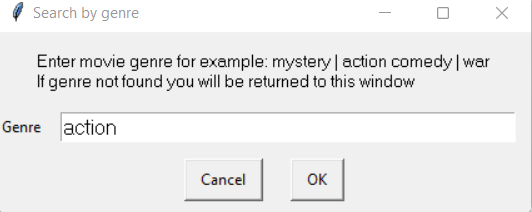 Search by genre
Enter movie genre for example: mystery | action comedy | war
If genre not found you will be returned to this window
Genre action
Cancel OK